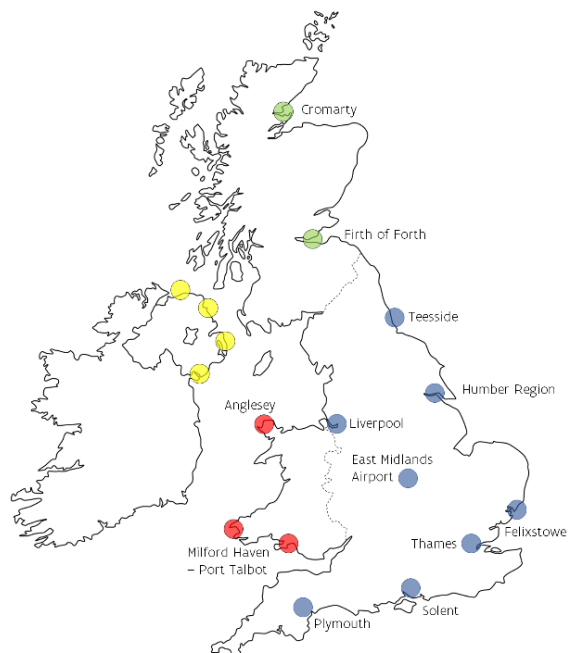 Cromarty
Firth of Forth
Teesside
Humber Region
Anglesey
Liverpool
East Midlands
Airport
Felixstowe
Thames
Milford Haven
– Port Talbot
Solent
Plymouth